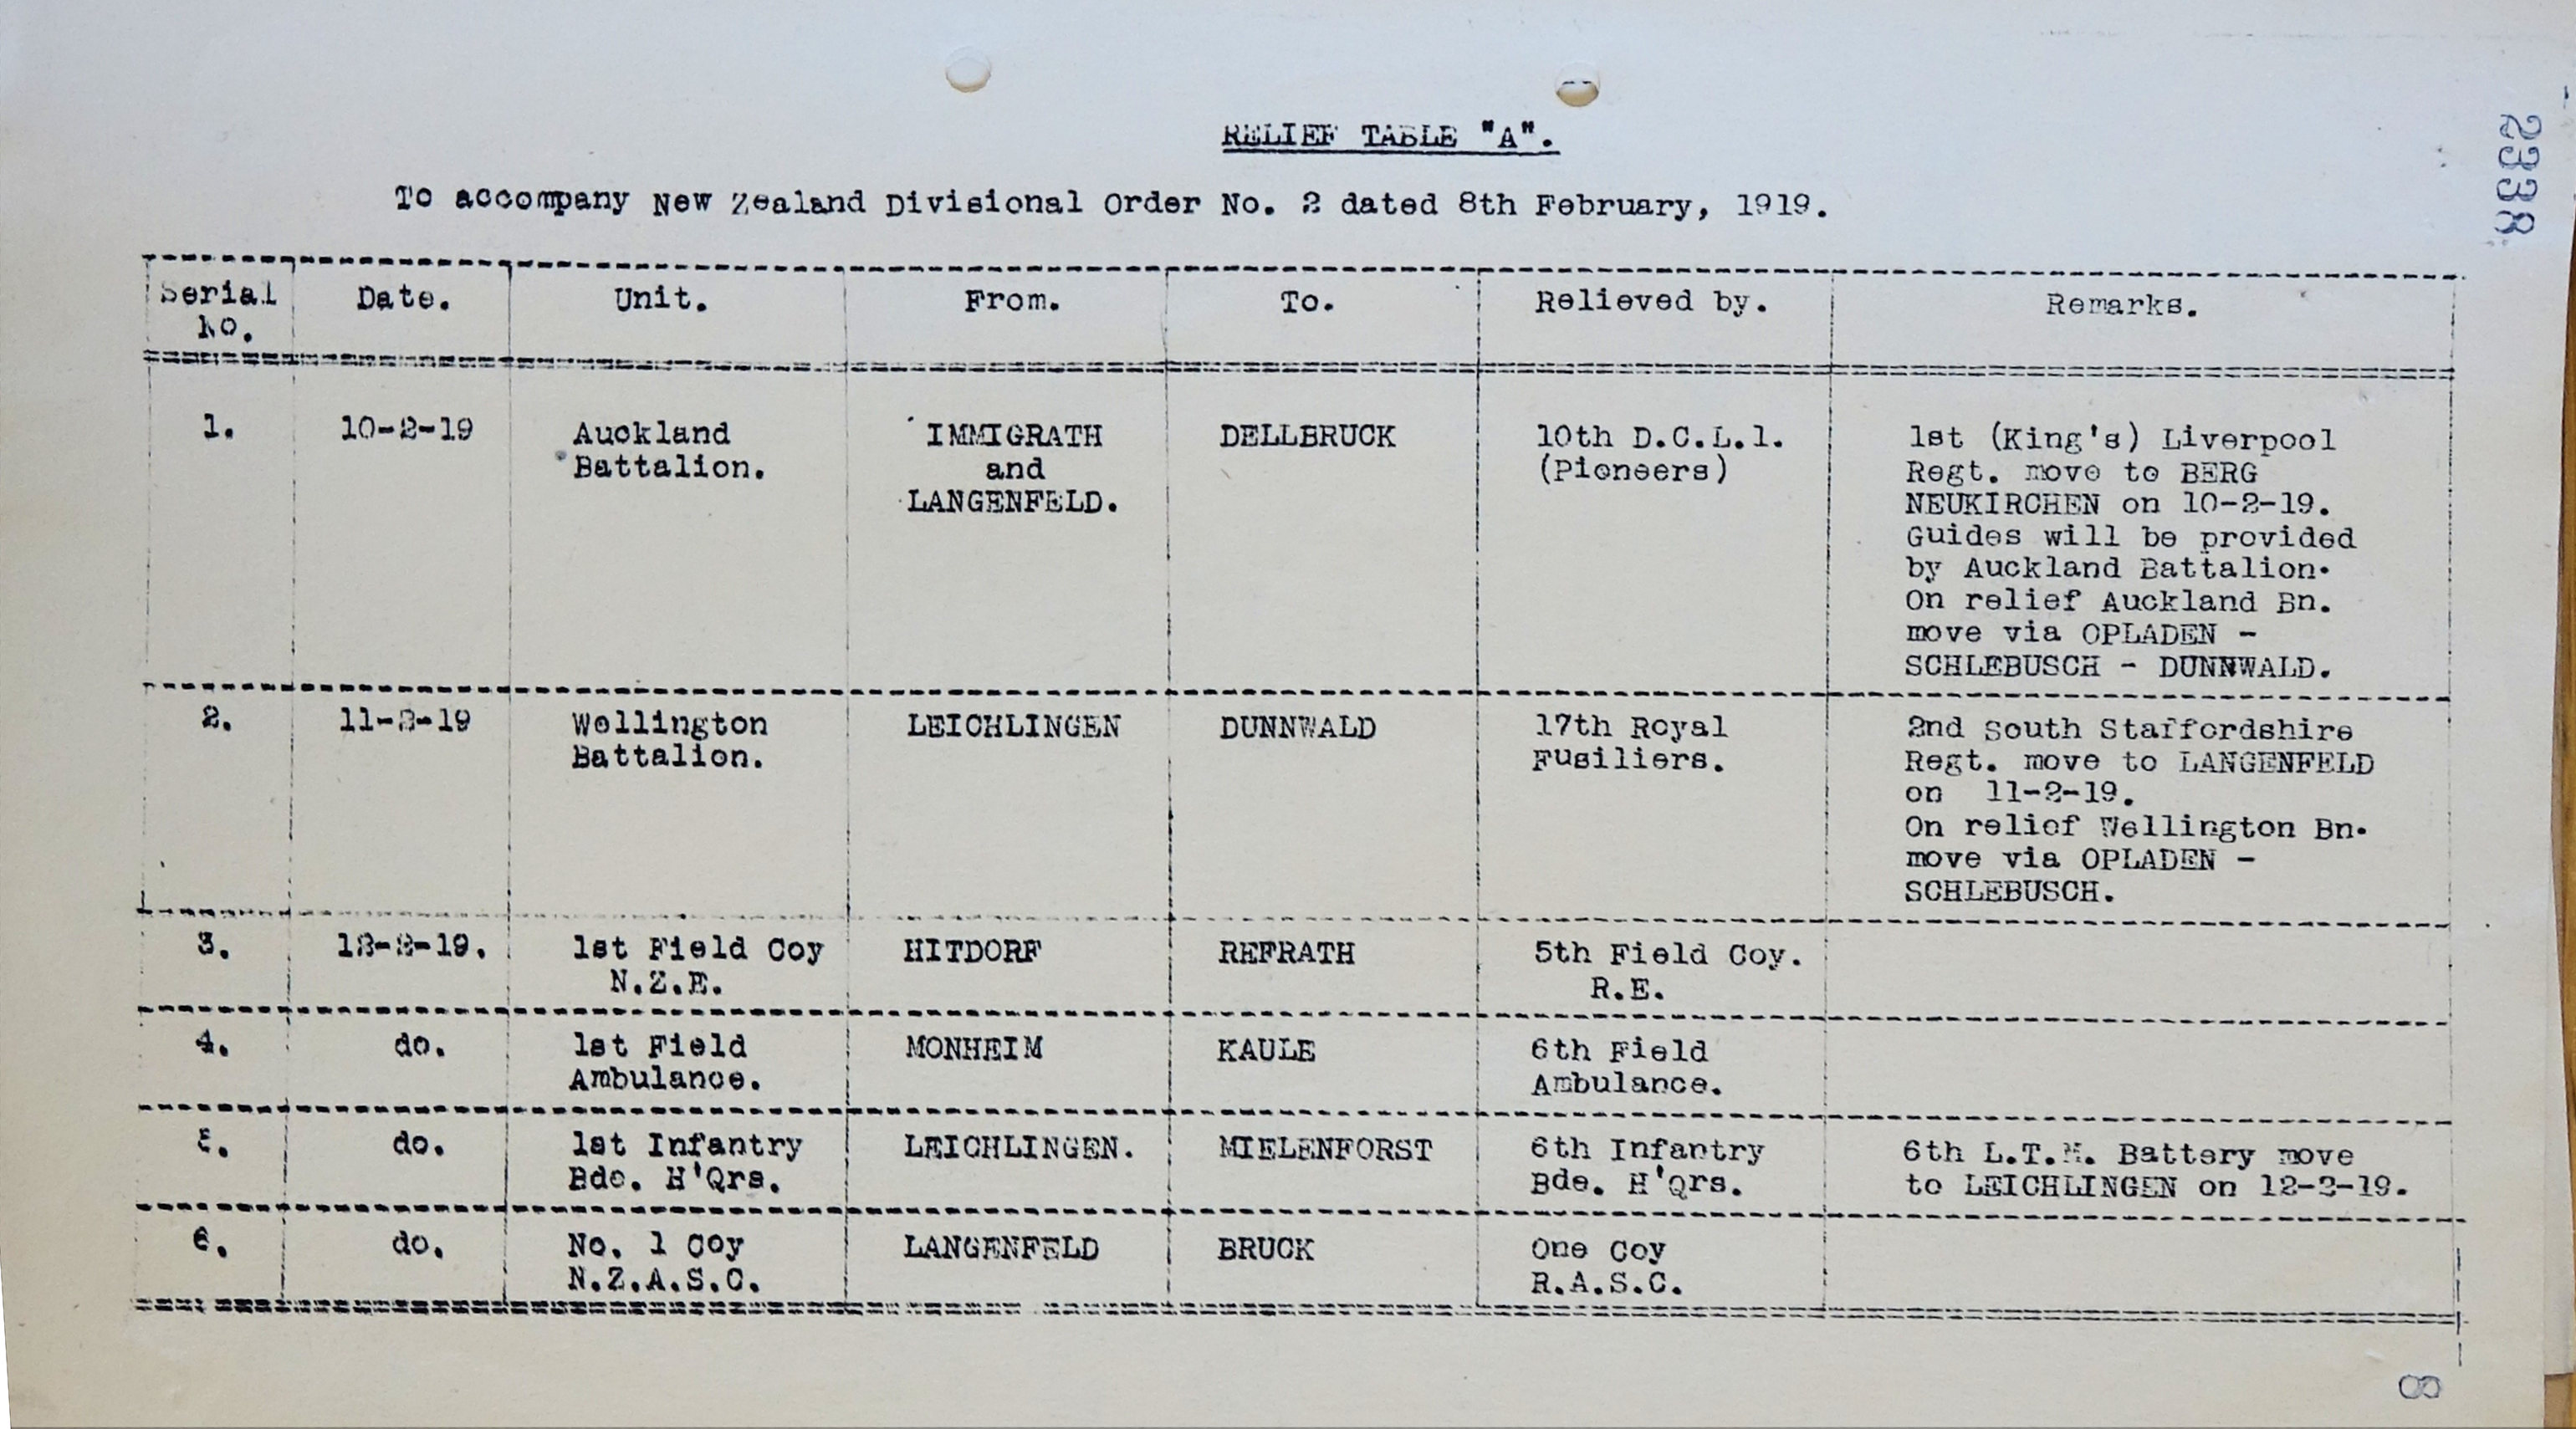 2338
RELIEF TABLE "A".
To accompany New Zealand Divisional Order No. 2 dated 8th February, 1919.
Serial No. Date. Unit. From. To. Relieved by. Remarks.
1. 10-2-19 Auckland IMMIGRATH DELLBRUCK 10th D.C.L.l. 1st (King's) Liverpool
Battalion. and (Pioneers) Regt. move to BERG
LANGENFELD. NEUKIRCHEN on 10-2-19.
Guides will be provided
by Auckland Battalion.
On relief Auckland Bn.
move via OPLADEN -
SCHLEBUSCH - DUNNWALD.
2. 11-2-19 Wellington LEICHLINGEN DUNNWALD 17th Royal 2nd South Staffordshire
Battalion. Fusiliers. Regt. move to LANGENFELD
on 11-2-19.
On relief Wellington Bn.
move via OPLADEN -
SCHLEBUSCH.
3. 12-2-19. 1st Field Coy HITDORF REFRATH 5th Field Coy.
N.Z.E. R.E.
4. do. 1st Field MONHEIM KAULE 6th Field
Ambulance. Ambulance.
5. do. 1st Infantry LEICHLINGEN. MIELENFORST 6th Infantry 6th L.T.M. Battery move
Bde. H'Qrs. Bde. H'Qrs. to LEICHLINGEN on 12-2-19.
6. do. No. 1 Coy LANGENFELD BRUCK One Coy
N.Z.A.S.C. R.A.S.C.
8